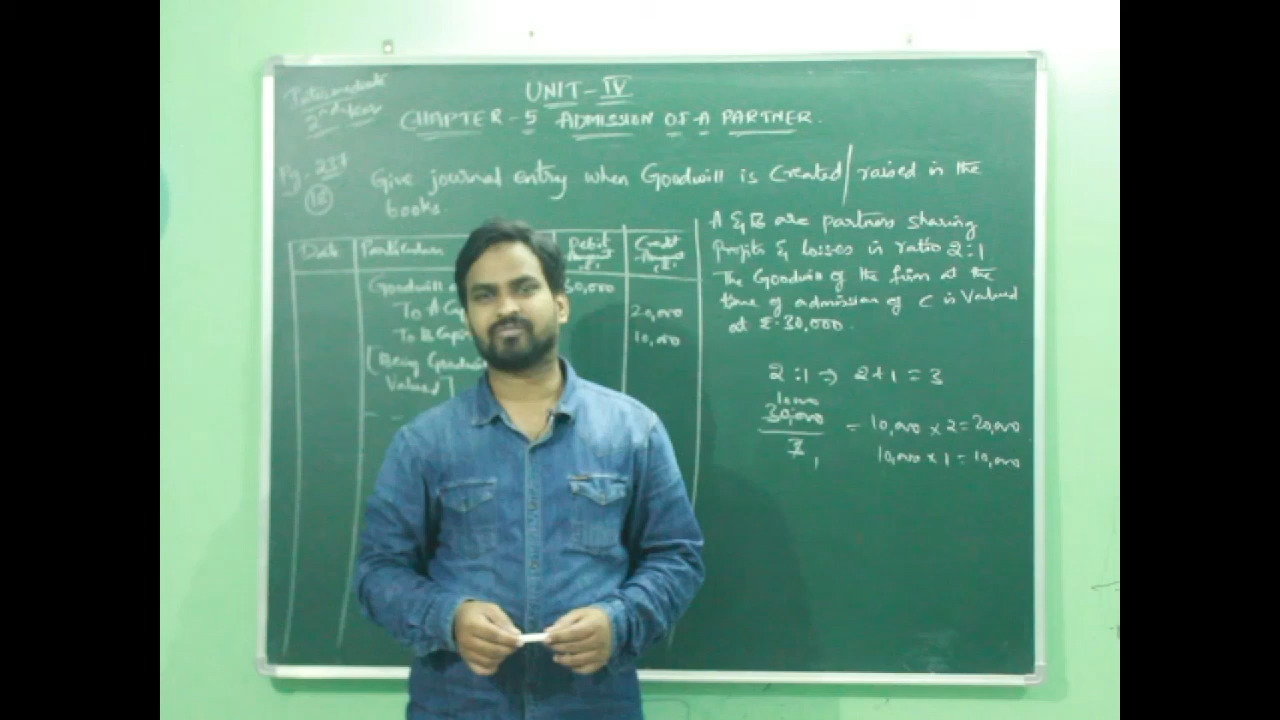 Intermediate
2nd Year
UNIT-IV
CHAPTER-5 ADMISSION OF A PARTNER.
Pg-237
18
Give journal entry when Goodwill is Created/raised in the
books.
Date Particulars Debit Amount Credit Amount
Goodwill 30,000
To A Cap 20,000
To B Capi 10,000
[Being Goodwill
Valued]
A & B are partners sharing
Profits & losses in ratio 2:1
The Goodwill of the firm at the
time of admission of C is Valued
at ₹.30,000.
2:1 ⇒ 2+1=3
10,000
30,000
3
1
= 10,000 × 2 = 20,000
10,000 × 1 = 10,000